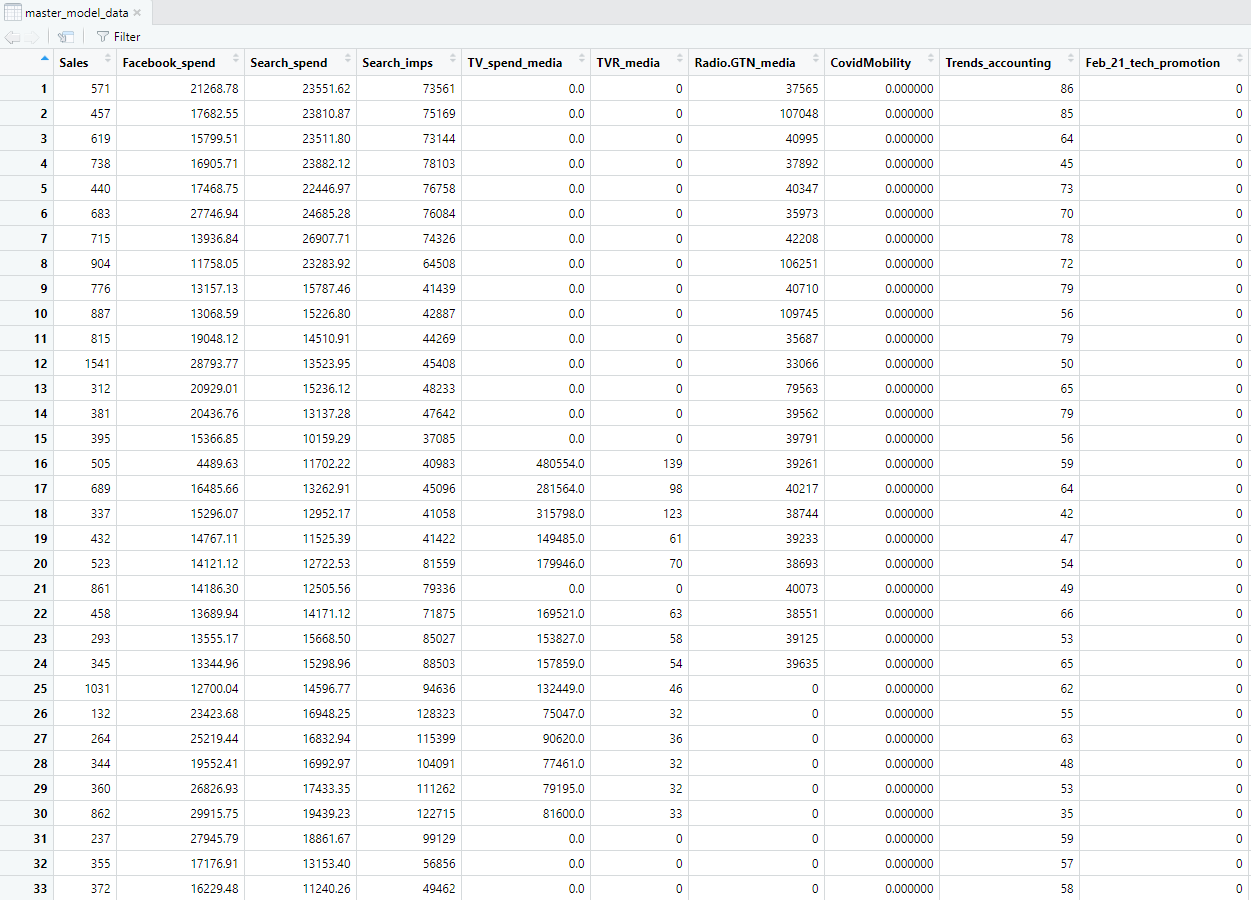 master_model_data
Filter
Sales Facebook_spend Search_spend Search_imps TV_spend_media TVR_media Radio.GTN_media CovidMobility Trends_accounting Feb_21_tech_promotion
1 571 21268.78 23551.62 73561 0.0 0 37565 0.000000 86 0
2 457 17682.55 23810.87 75169 0.0 0 107048 0.000000 85 0
3 619 15799.51 23511.80 73144 0.0 0 40995 0.000000 64 0
4 738 16905.71 23882.12 78103 0.0 0 37892 0.000000 45 0
5 440 17468.75 22446.97 76758 0.0 0 40347 0.000000 73 0
6 683 27746.94 24685.28 76084 0.0 0 35973 0.000000 70 0
7 715 13936.84 26907.71 74326 0.0 0 42208 0.000000 78 0
8 904 11758.05 23283.92 64508 0.0 0 106251 0.000000 72 0
9 776 13157.13 15787.46 41439 0.0 0 40710 0.000000 79 0
10 887 13068.59 15226.80 42887 0.0 0 109745 0.000000 56 0
11 815 19048.12 14510.91 44269 0.0 0 35687 0.000000 79 0
12 1541 28793.77 13523.95 45408 0.0 0 33066 0.000000 50 0
13 312 20929.01 15236.12 48233 0.0 0 79563 0.000000 65 0
14 381 20436.76 13137.28 47642 0.0 0 39562 0.000000 79 0
15 395 15366.85 10159.29 37085 0.0 0 39791 0.000000 56 0
16 505 4489.63 11702.22 40983 480554.0 139 39261 0.000000 59 0
17 689 16485.66 13262.91 45096 281564.0 98 40217 0.000000 64 0
18 337 15296.07 12952.17 41058 315798.0 123 38744 0.000000 42 0
19 432 14767.11 11525.39 41422 149485.0 61 39233 0.000000 47 0
20 523 14121.12 12722.53 81559 179946.0 70 38693 0.000000 54 0
21 861 14186.30 12505.56 79336 0.0 0 40073 0.000000 49 0
22 458 13689.94 14171.12 71875 169521.0 63 38551 0.000000 66 0
23 293 13555.17 15668.50 85027 153827.0 58 39125 0.000000 53 0
24 345 13344.96 15298.96 88503 157859.0 54 39635 0.000000 65 0
25 1031 12700.04 14596.77 94636 132449.0 46 0 0.000000 62 0
26 132 23423.68 16948.25 128323 75047.0 32 0 0.000000 55 0
27 264 25219.44 16832.94 115399 90620.0 36 0 0.000000 63 0
28 344 19552.41 16992.97 104091 77461.0 32 0 0.000000 48 0
29 360 26826.93 17433.35 111262 79195.0 32 0 0.000000 53 0
30 862 29915.75 19439.23 122715 81600.0 33 0 0.000000 35 0
31 237 27945.79 18861.67 99129 0.0 0 0 0.000000 59 0
32 355 17176.91 13153.40 56856 0.0 0 0 0.000000 57 0
33 372 16229.48 11240.26 49462 0.0 0 0 0.000000 58 0